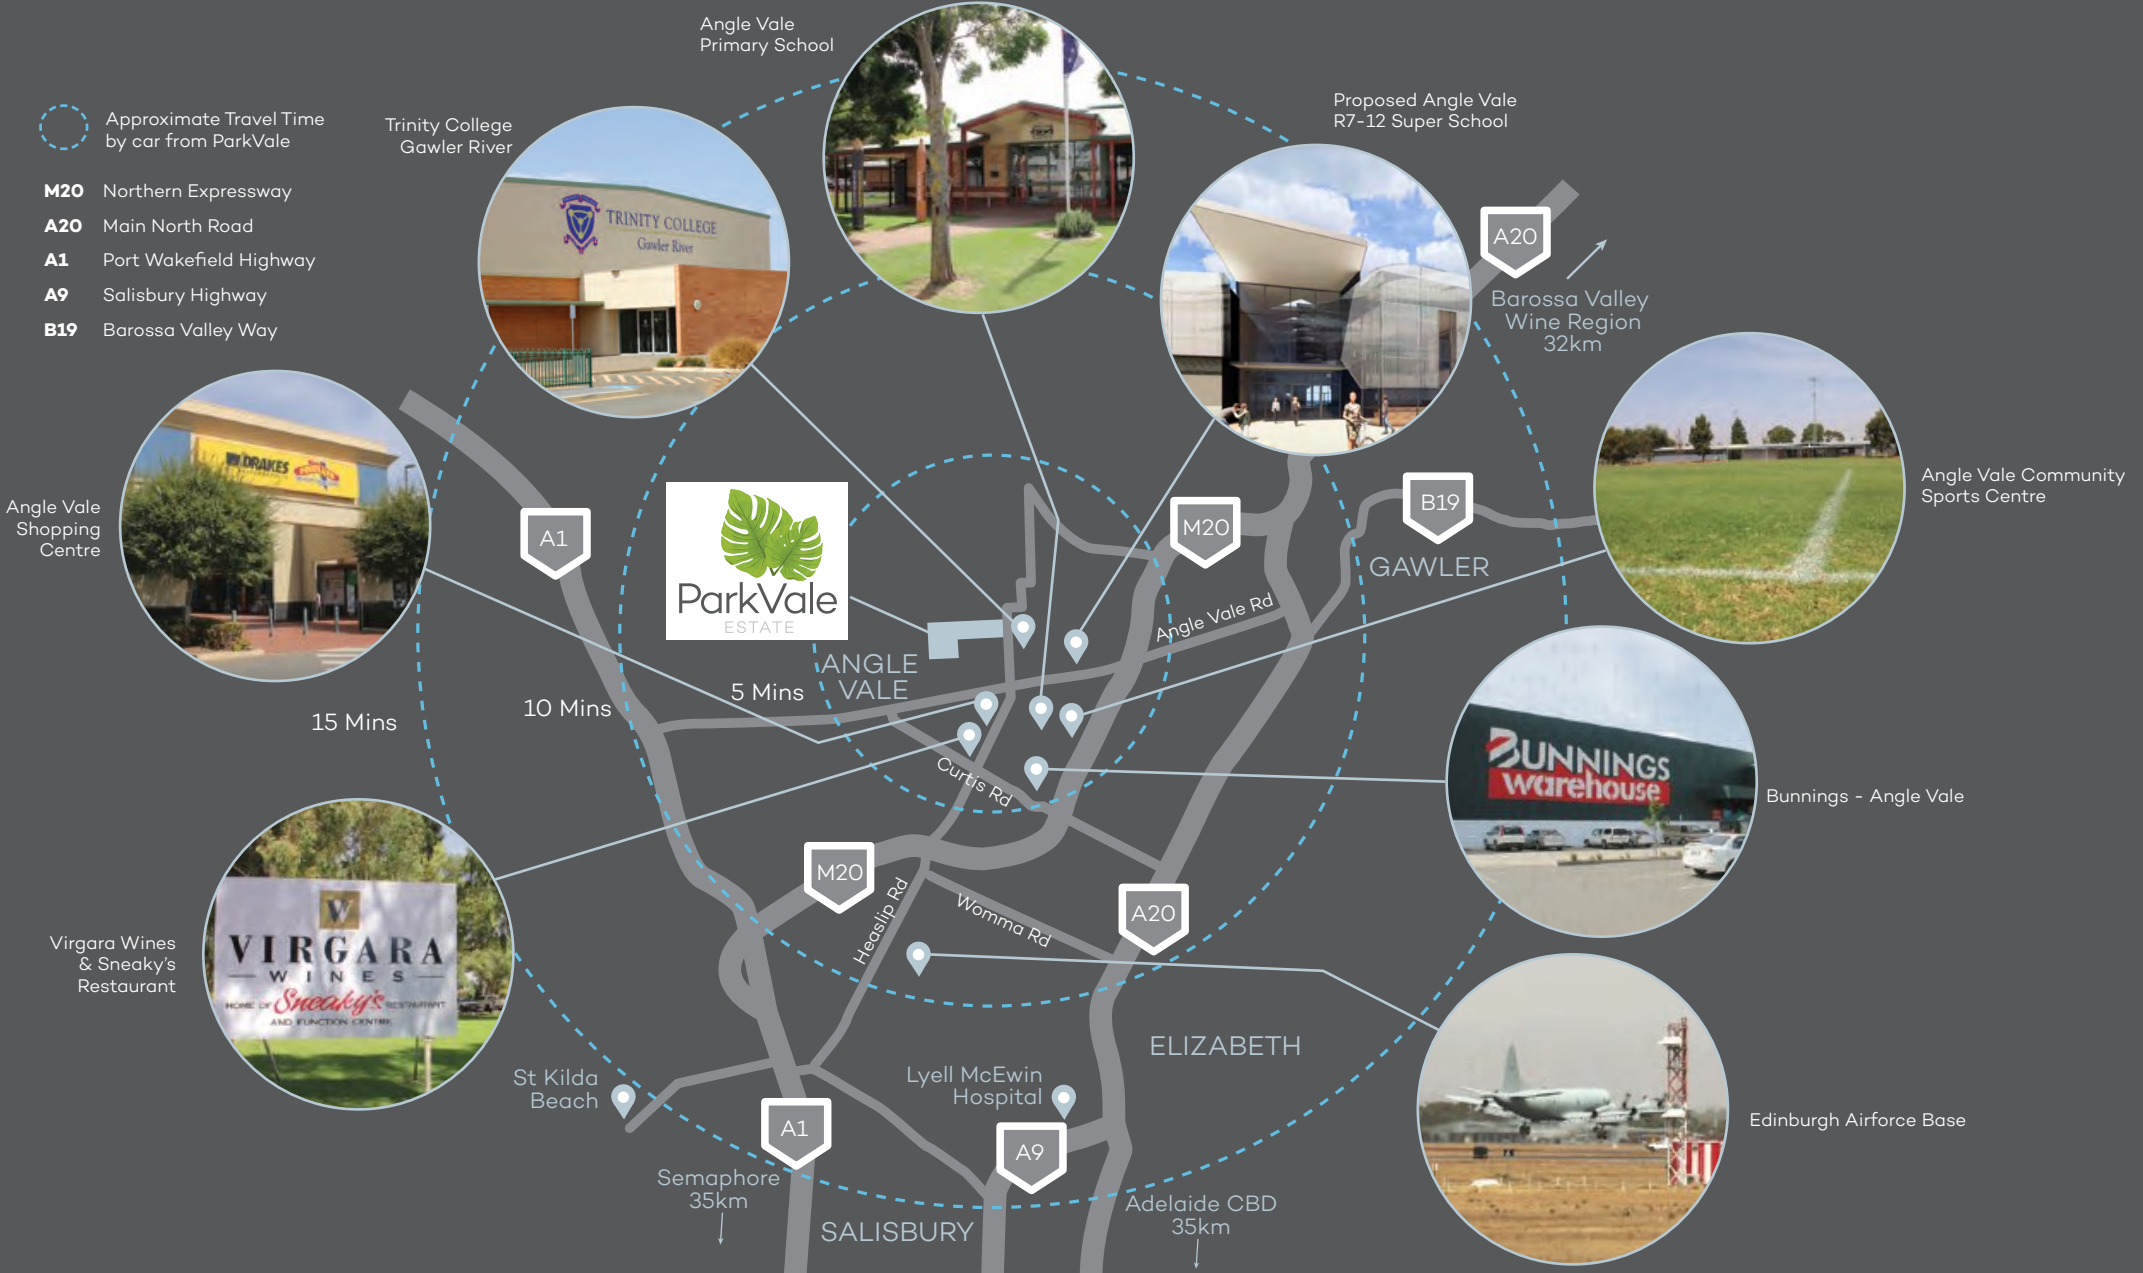 Angle Vale
Primary School
Approximate Travel Time
by car from ParkVale
M20 Northern Expressway
A20 Main North Road
A1 Port Wakefield Highway
A9 Salisbury Highway
B19 Barossa Valley Way
Trinity College
Gawler River
TRINITY COLLEGE
Gawler River
Proposed Angle Vale
R7-12 Super School
A20
Barossa Valley
Wine Region
32km
Angle Vale
Shopping
Centre
DRAKES
A1
ParkVale
ESTATE
M20
B19
GAWLER
Angle Vale Community
Sports Centre
Angle Vale Rd
ANGLE
VALE
5 Mins
10 Mins
15 Mins
Curtis Rd
BUNNINGS
warehouse
Bunnings - Angle Vale
M20
Heaslip Rd
Womma Rd
A20
Virgara Wines
& Sneaky's
Restaurant
W
VIRGARA
WINES
HOME OF Sneaky's RESTAURANT
AND FUNCTION CENTRE
ELIZABETH
St Kilda
Beach
Lyell McEwin
Hospital
A1
A9
Edinburgh Airforce Base
Semaphore
35km
SALISBURY
Adelaide CBD
35km